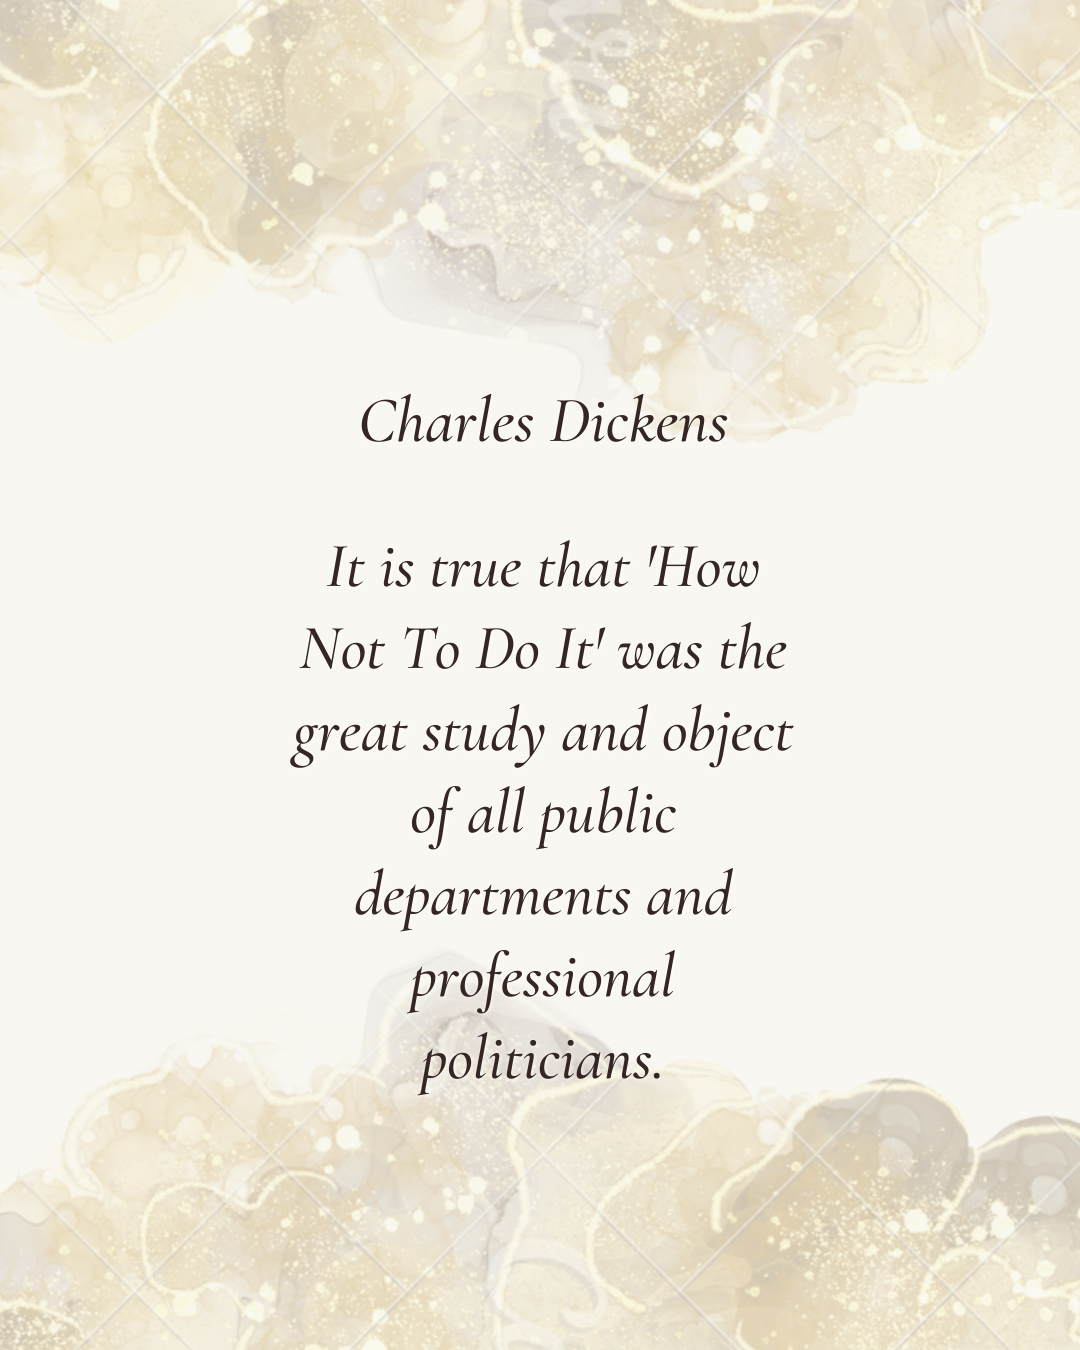 Charles Dickens
It is true that 'How
Not To Do It' was the
great study and object
of all public
departments and
professional
politicians.